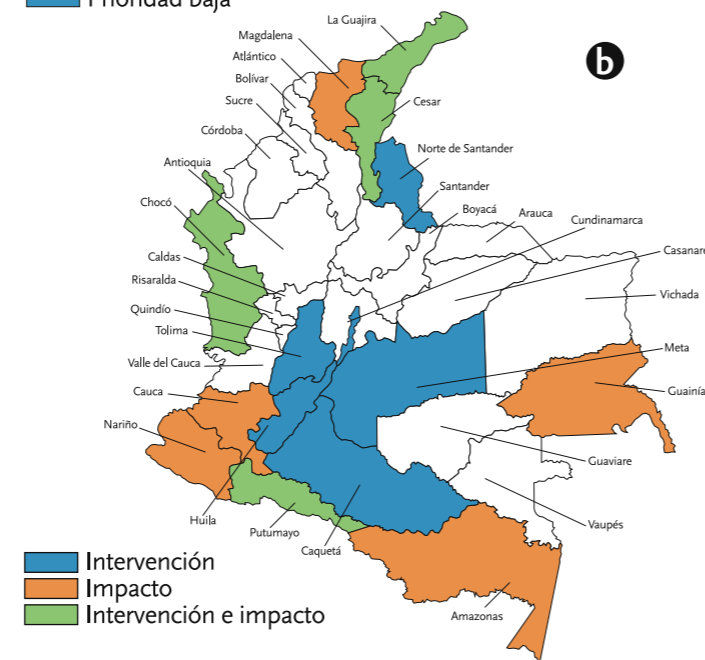 Prioridad baja
b
La Guajira
Magdalena
Atlántico
Bolívar
Sucre
Cesar
Córdoba
Norte de Santander
Antioquia
Santander
Chocó
Boyacá
Arauca
Cundinamarca
Caldas
Casanare
Risaralda
Vichada
Quindío
Tolima
Meta
Valle del Cauca
Cauca
Guainía
Nariño
Guaviare
Huila
Putumayo
Vaupés
Caquetá
Amazonas
Intervención
Impacto
Intervención e impacto